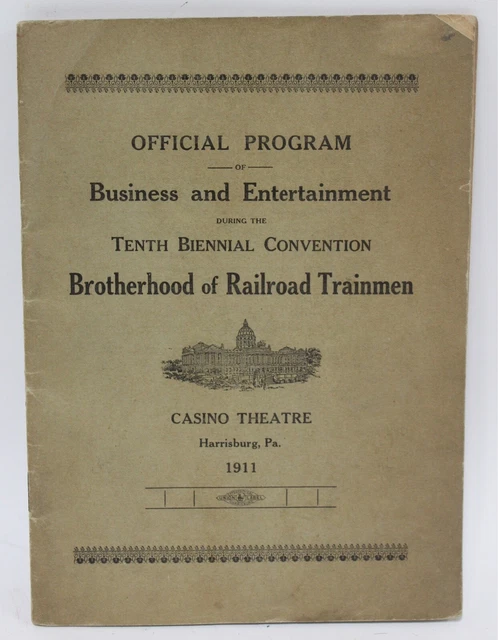 OFFICIAL PROGRAM
OF
Business and Entertainment
DURING THE
TENTH BIENNIAL CONVENTION
Brotherhood of Railroad Trainmen
CASINO THEATRE
Harrisburg, Pa.
1911